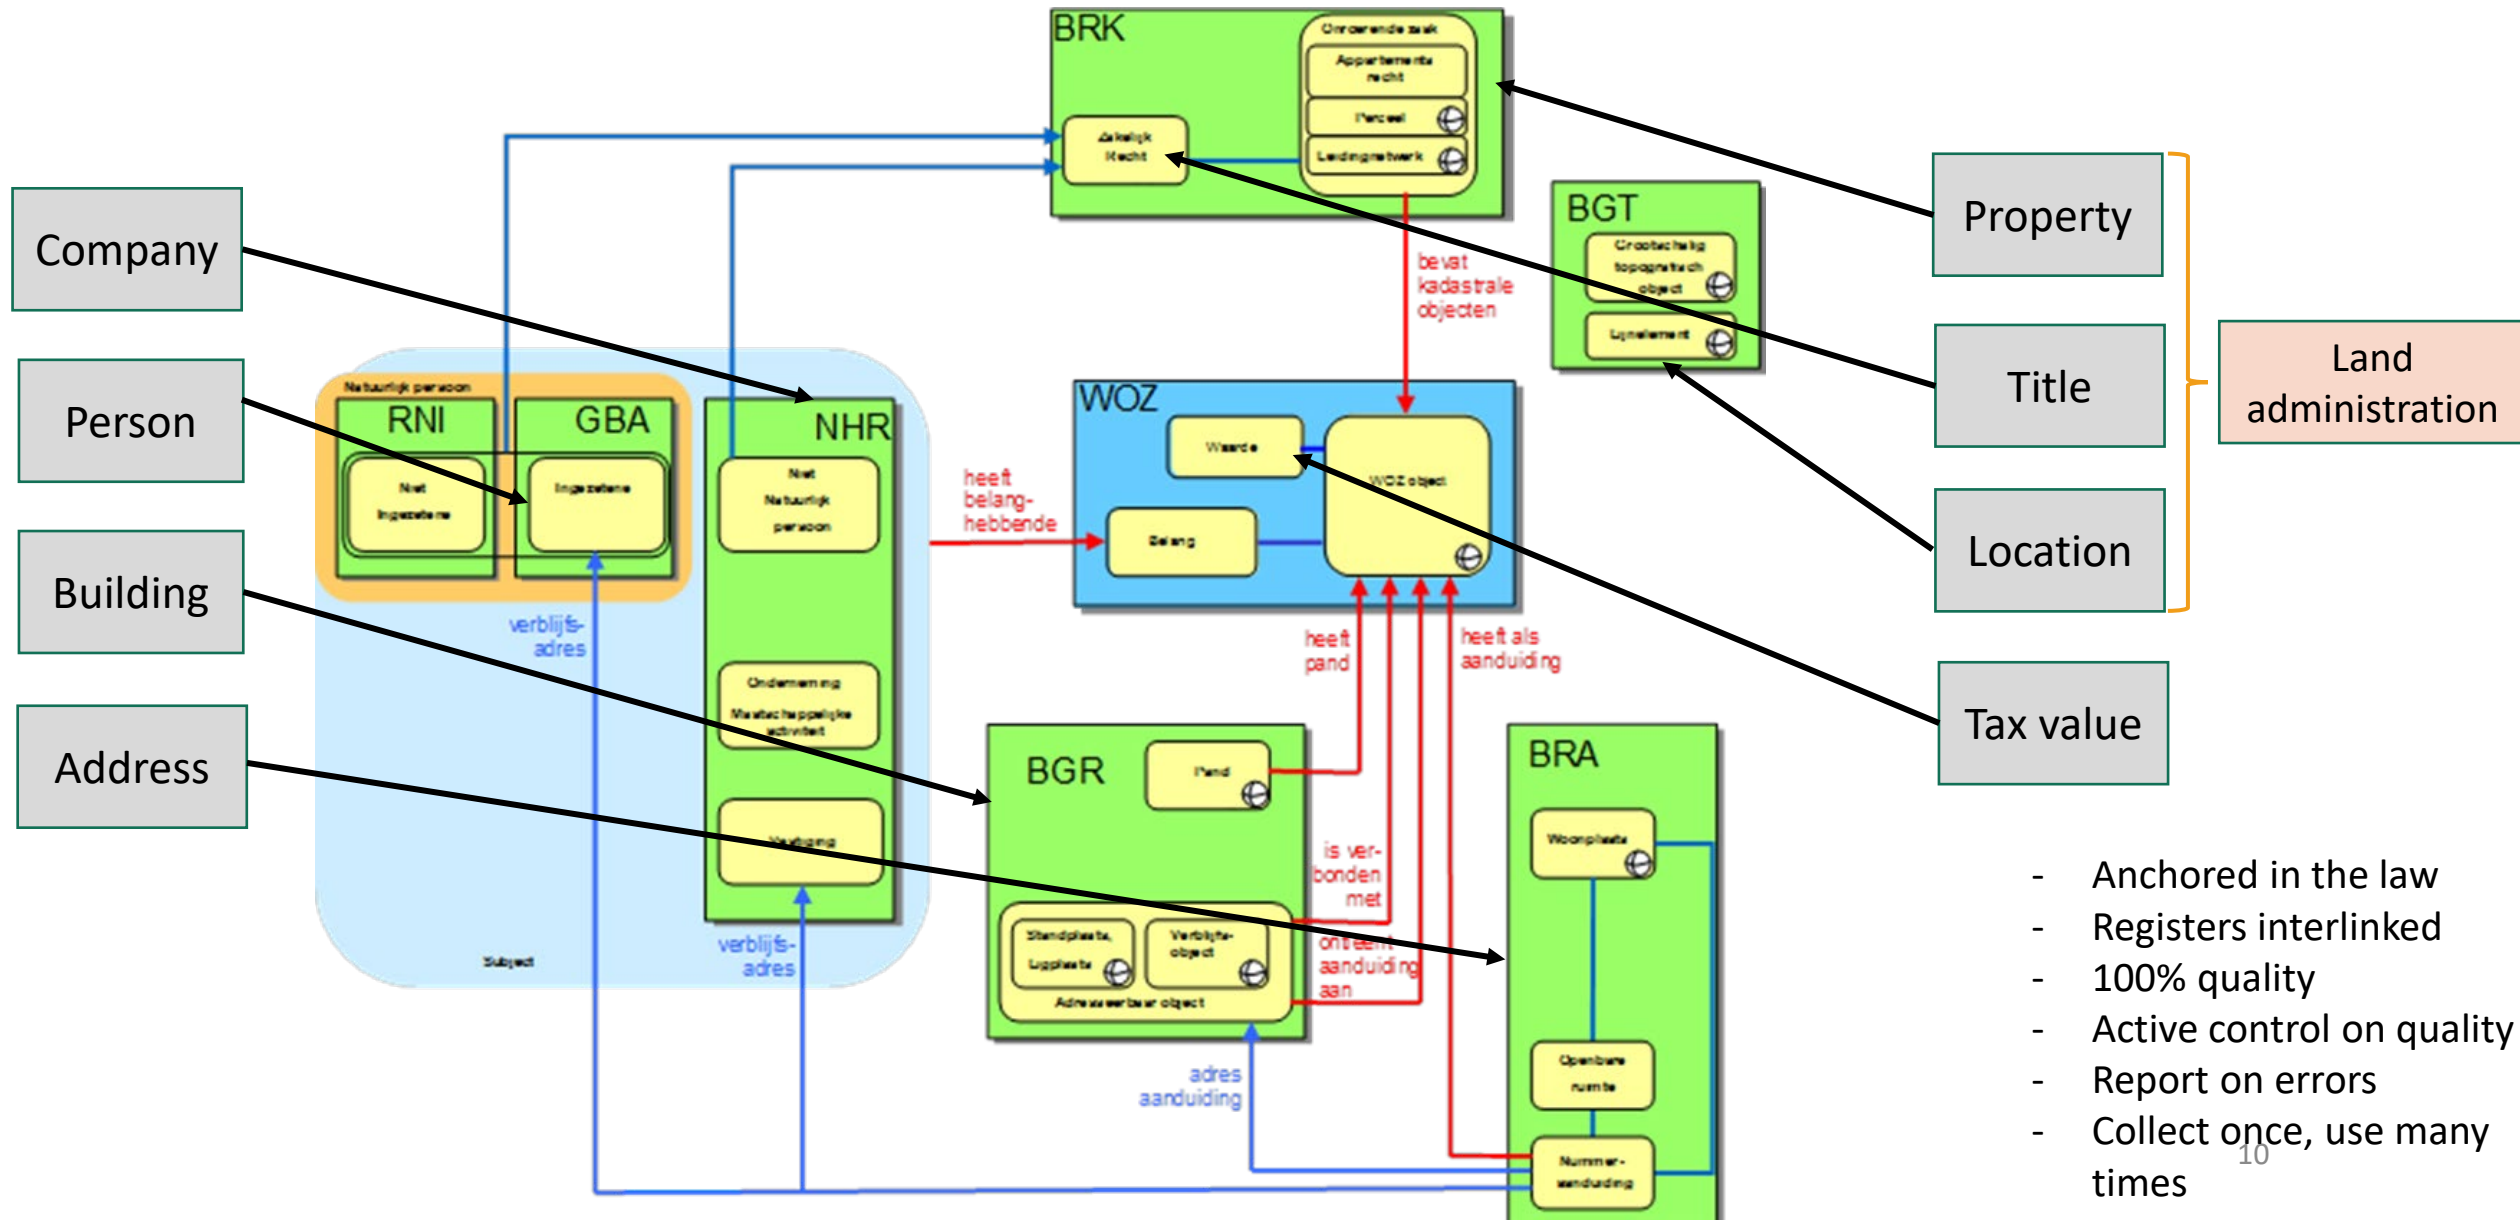 BRK
Onroerende zaak
Appartements
recht
Perceel
Leidingnetwerk
Zakelijk
Recht
Company
Person
Building
Address
Property
Title
Location
Tax value
Land
administration
BGT
Grootschalig
topografisch
object
Lijnelement
bevat
kadastrale
objecten
Natuurlijk persoon
RNI
GBA
NHR
Niet
Ingezetene
Ingezetene
Niet
Natuurlijk
persoon
Onderneming
Maatschappelijke
activiteit
Vestiging
verblijfs-
adres
verblijfs-
adres
Subject
heeft
belang-
hebbende
WOZ
Waarde
WOZ object
Belang
heeft
pand
heeft als
aanduiding
BGR
Pand
is ver-
bonden
met
ontleent
aanduiding
aan
Standplaats,
Ligplaats
Verblijfs-
object
Adresseerbaar object
adres
aanduiding
BRA
Woonplaats
Openbare
ruimte
Nummer-
aanduiding
- Anchored in the law
- Registers interlinked
- 100% quality
- Active control on quality
- Report on errors
- Collect once, use many
times
10